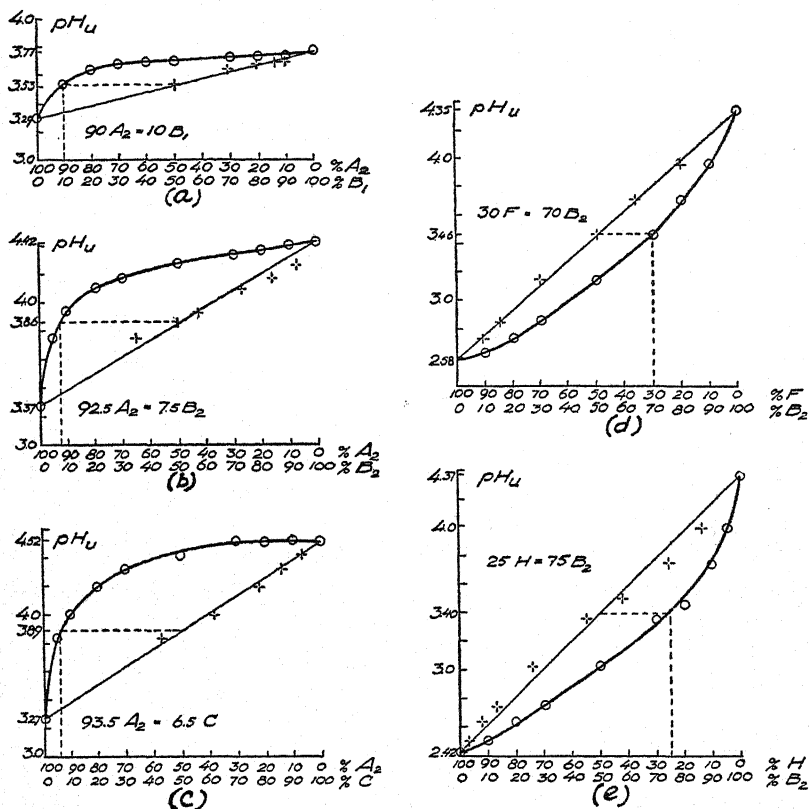 4.0
pHu
3.77
3.53
3.29
3.0
90 A2 = 10 B1
100 90 80 70 60 50 40 30 20 10 0 % A2
0 10 20 30 40 50 60 70 80 90 100 % B1
(a)
4.42
pHu
4.0
3.86
3.37
3.0
92.5 A2 = 7.5 B2
100 90 80 70 60 50 40 30 20 10 0 % A2
0 10 20 30 40 50 60 70 80 90 100 % B2
(b)
4.52
pHu
4.0
3.89
3.27
3.0
93.5 A2 = 6.5 C
100 90 80 70 60 50 40 30 20 10 0 % A2
0 10 20 30 40 50 60 70 80 90 100 % C
(c)
4.35
pHu
4.0
30 F = 70 B2
3.46
3.0
2.58
100 90 80 70 60 50 40 30 20 10 0 % F
0 10 20 30 40 50 60 70 80 90 100 % B2
(d)
4.37
pHu
4.0
25 H = 75 B2
3.40
3.0
2.42
100 90 80 70 60 50 40 30 20 10 0 % H
0 10 20 30 40 50 60 70 80 90 100 % B2
(e)